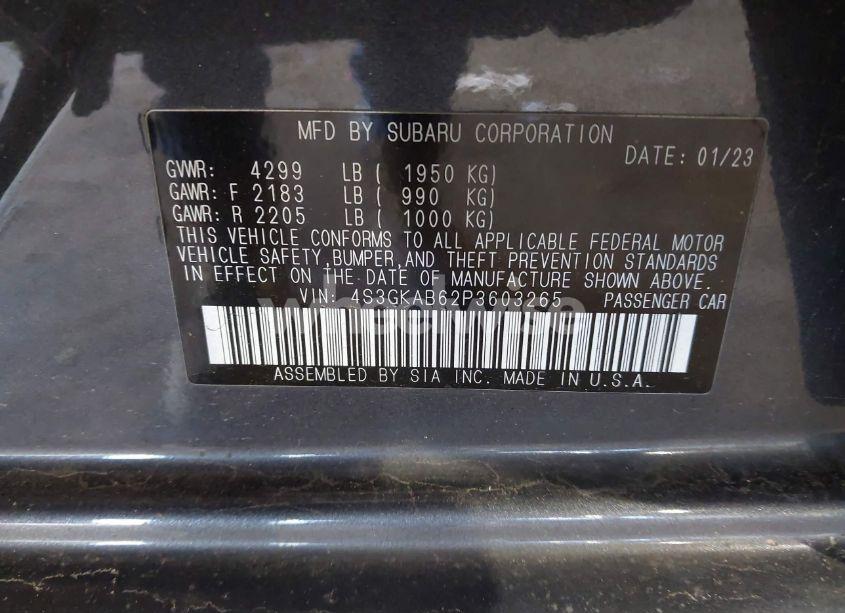 MFD BY SUBARU CORPORATION
DATE: 01/23
GVWR: 4299 LB ( 1950 KG)
GAWR: F 2183 LB ( 990 KG)
GAWR: R 2205 LB ( 1000 KG)
THIS VEHICLE CONFORMS TO ALL APPLICABLE FEDERAL MOTOR
VEHICLE SAFETY,BUMPER,AND THEFT PREVENTION STANDARDS
IN EFFECT ON THE DATE OF MANUFACTURE SHOWN ABOVE.
VIN: 4S3GKAB62P3603265 PASSENGER CAR
wheelwise
ASSEMBLED BY SIA INC. MADE IN U.S.A.